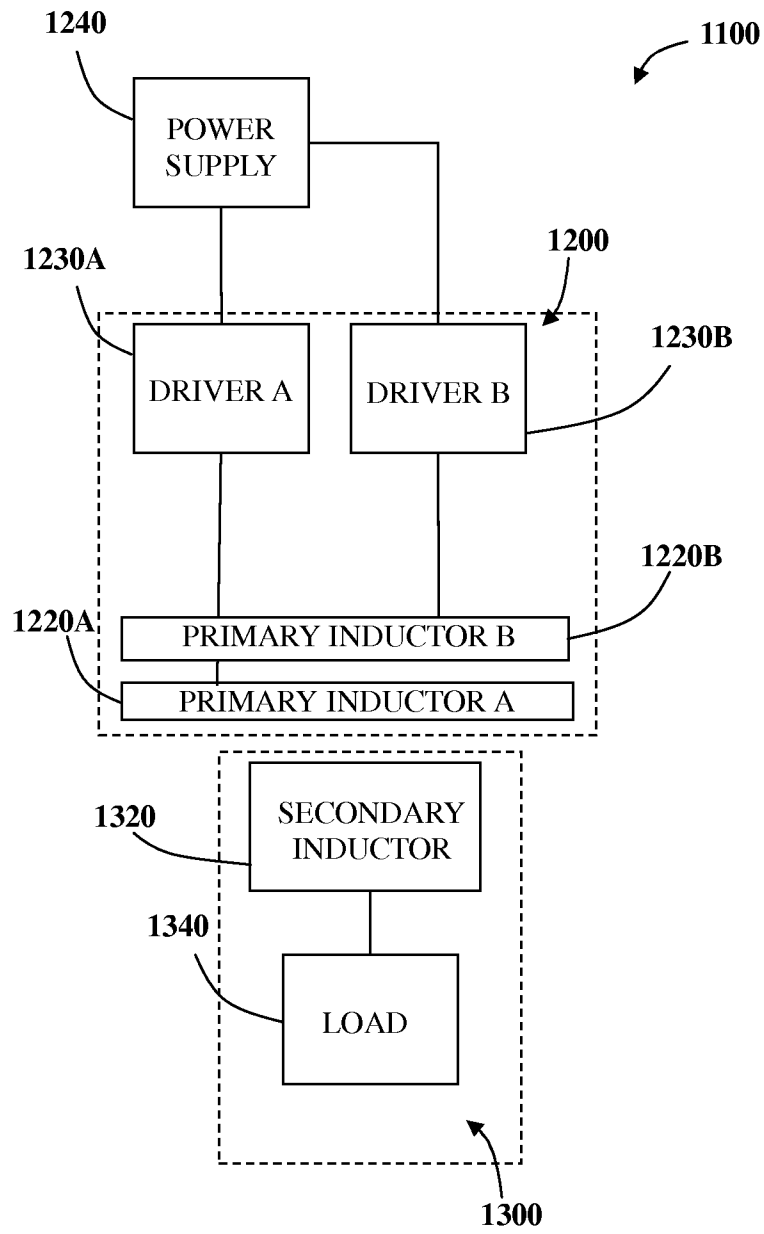 1240
1100
POWER
SUPPLY
1230A
1200
1230B
DRIVER A
DRIVER B
1220B
1220A
PRIMARY INDUCTOR B
PRIMARY INDUCTOR A
1320
SECONDARY
INDUCTOR
1340
LOAD
1300